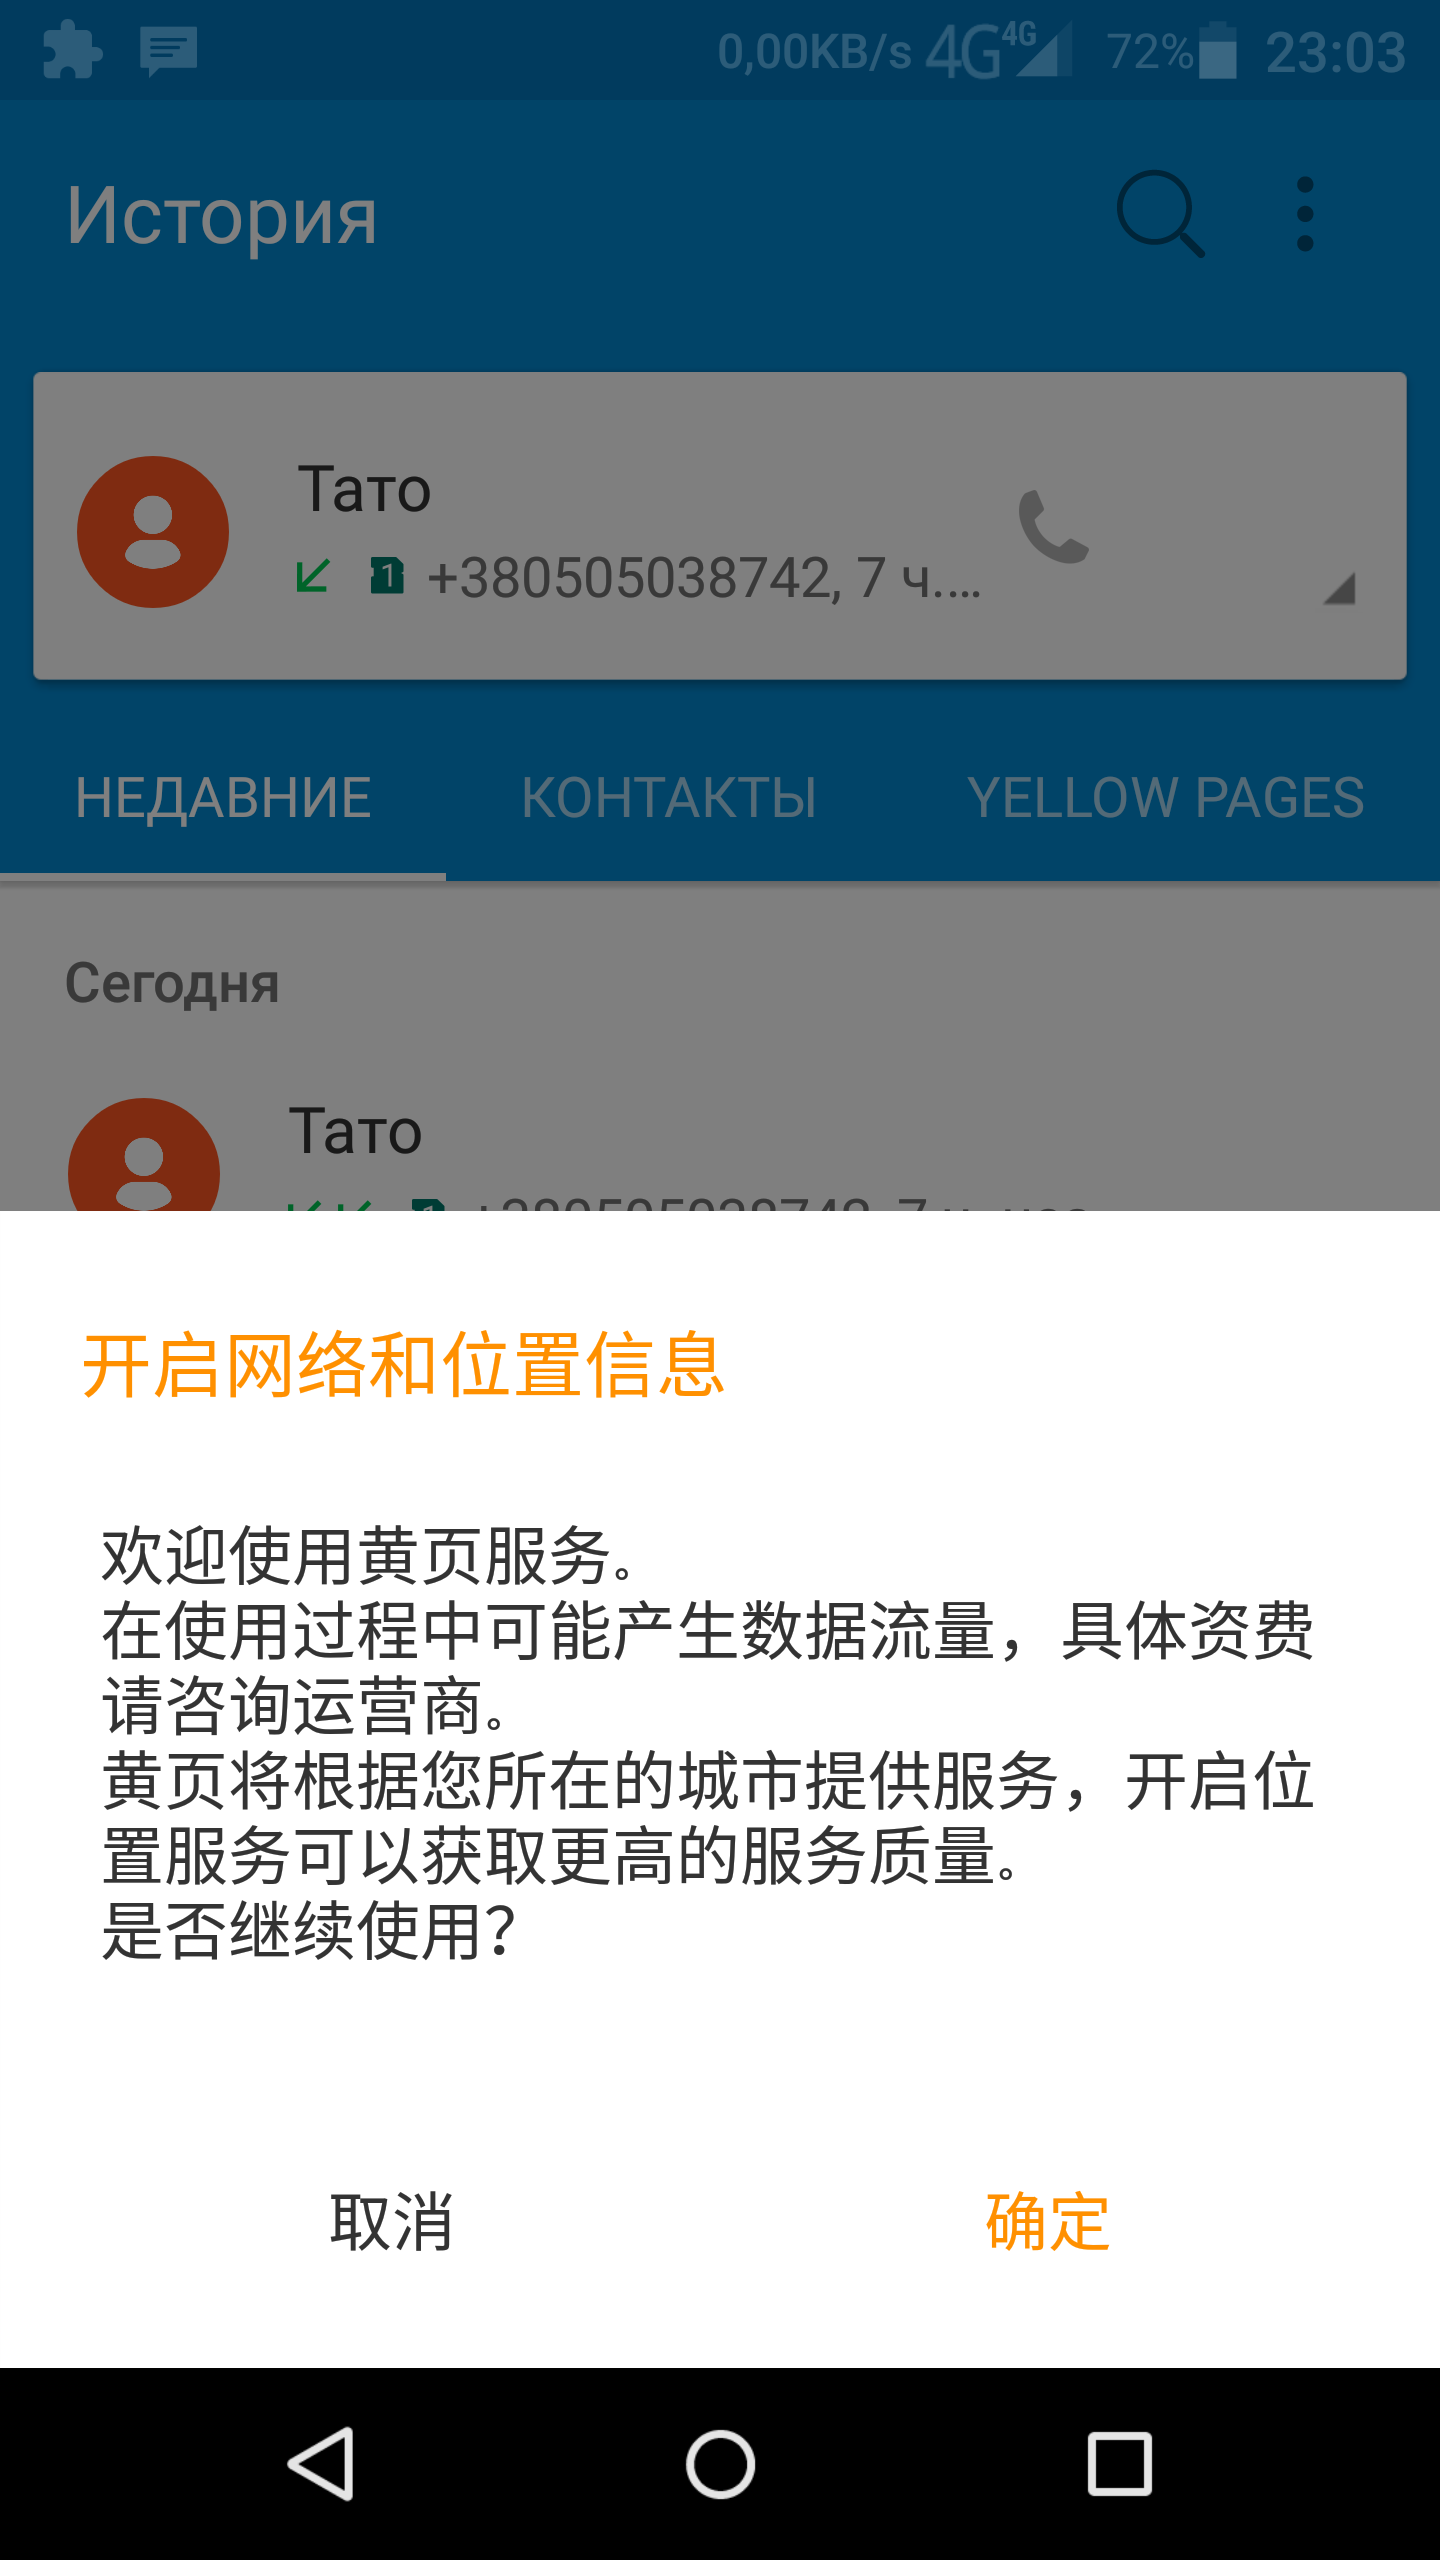 0,00KB/s 4G 4G 72% 23:03
История
Тато
1 +380505038742, 7 ч....
НЕДАВНИЕ КОНТАКТЫ YELLOW PAGES
Сегодня
Тато
开启网络和位置信息
欢迎使用黄页服务。
在使用过程中可能产生数据流量，具体资费
请咨询运营商。
黄页将根据您所在的城市提供服务，开启位
置服务可以获取更高的服务质量。
是否继续使用？
取消 确定